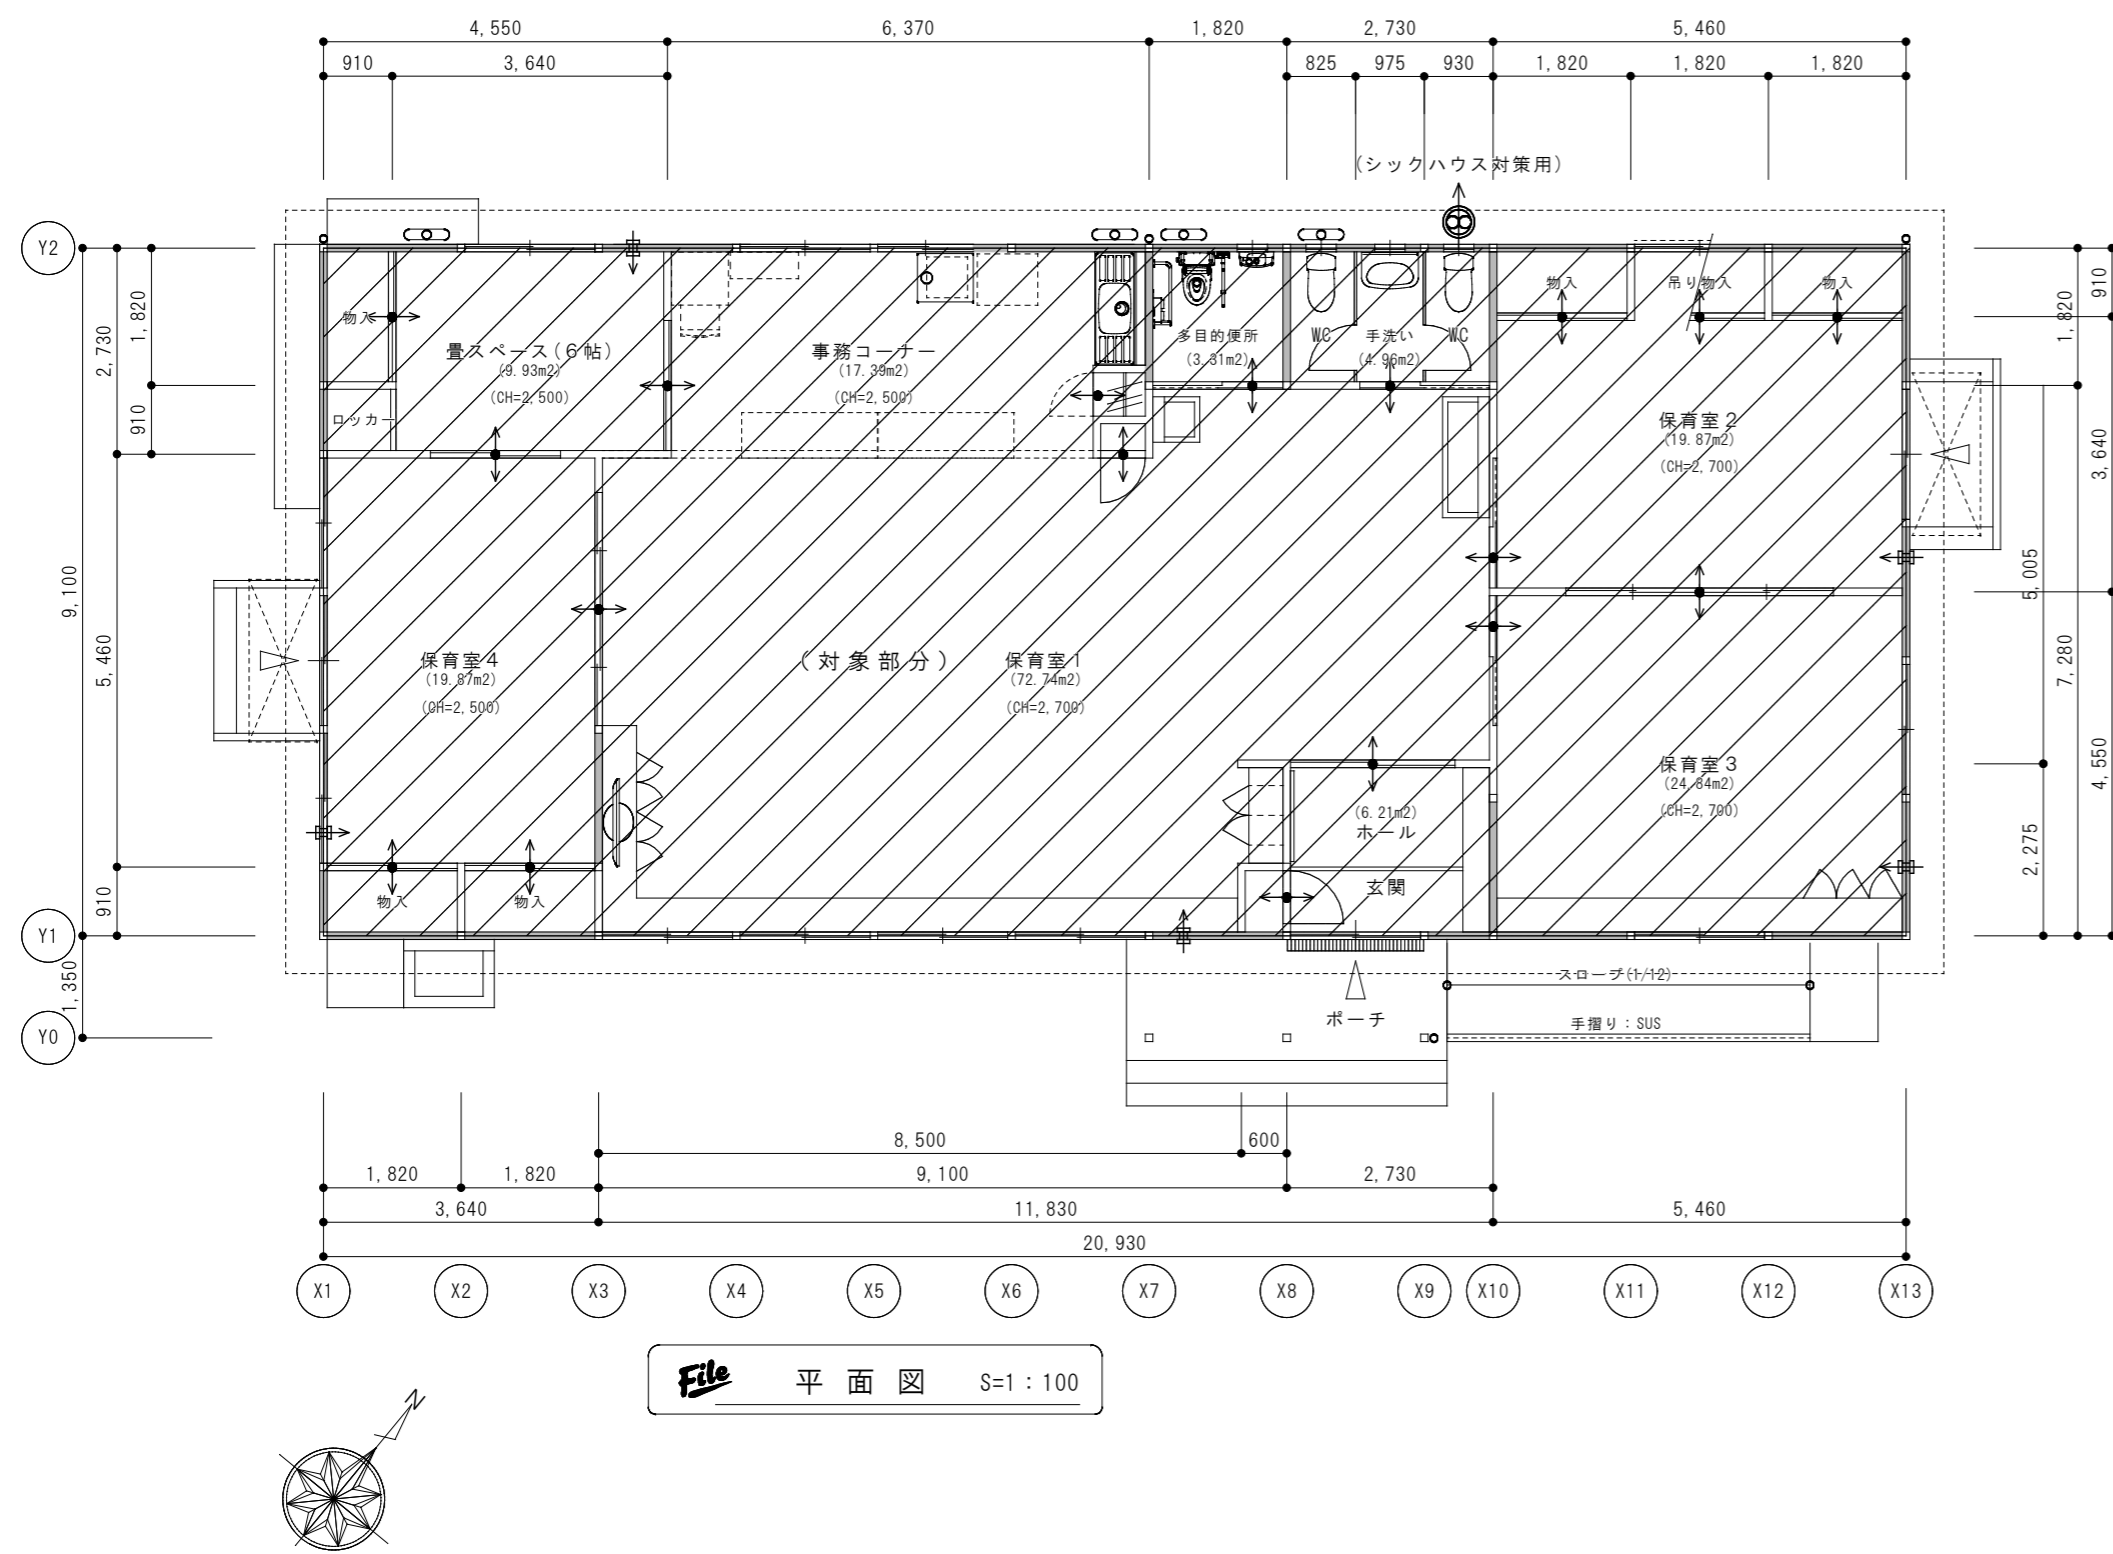 4,550
6,370
1,820
2,730
5,460
910
3,640
825
975
930
1,820
1,820
1,820
(シックハウス対策用)
Y2
物入
吊り物入
物入
物入
WC
手洗い
(4.96m2)
WC
多目的便所
(3.31m2)
畳スペース(6帖)
(9.93m2)
(CH=2,500)
事務コーナー
(17.39m2)
(CH=2,500)
ロッカー
保育室2
(19.87m2)
(CH=2,700)
2,730
1,820
910
9,100
5,460
910
1,350
910
1,820
3,640
5,005
7,280
4,550
2,275
保育室4
(19.87m2)
(CH=2,500)
(対象部分)
保育室1
(72.74m2)
(CH=2,700)
保育室3
(24.84m2)
(CH=2,700)
(6.21m2)
ホール
玄関
物入
物入
Y1
スロープ(1/12)
ポーチ
手摺り:SUS
Y0
8,500
600
1,820
1,820
9,100
2,730
3,640
11,830
5,460
20,930
X1
X2
X3
X4
X5
X6
X7
X8
X9
X10
X11
X12
X13
File 平面図 S=1:100
N